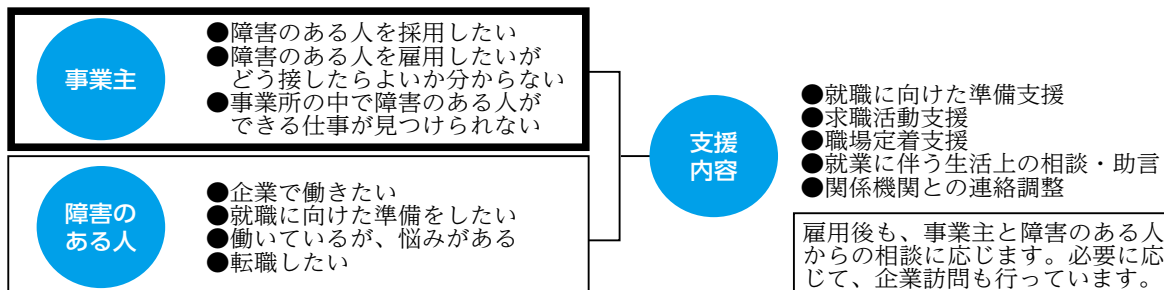 事業主
●障害のある人を採用したい
●障害のある人を雇用したいが
どう接したらよいか分からない
●事業所の中で障害のある人が
できる仕事が見つけられない
障害の
ある人
●企業で働きたい
●就職に向けた準備をしたい
●働いているが、悩みがある
●転職したい
支援
内容
●就職に向けた準備支援
●求職活動支援
●職場定着支援
●就業に伴う生活上の相談・助言
●関係機関との連絡調整
雇用後も、事業主と障害のある人
からの相談に応じます。必要に応
じて、企業訪問も行っています。